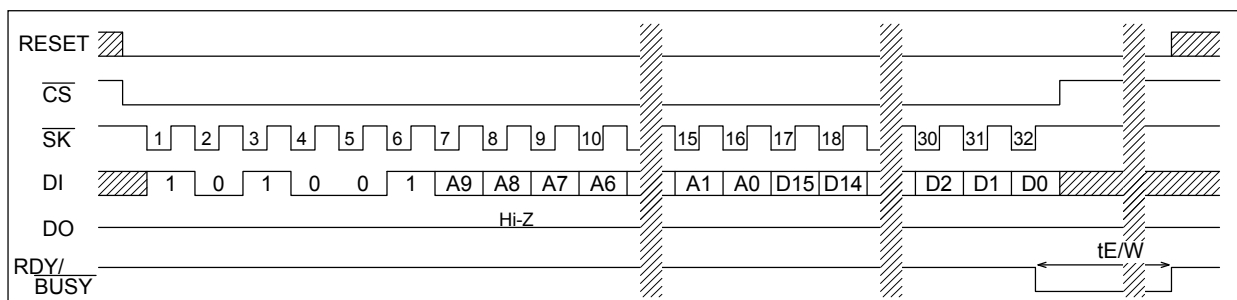 RESET
CS
SK 1 2 3 4 5 6 7 8 9 10 15 16 17 18 30 31 32
DI 1 0 1 0 0 1 A9 A8 A7 A6 A1 A0 D15 D14 D2 D1 D0
DO Hi-Z
RDY/ tE/W
BUSY